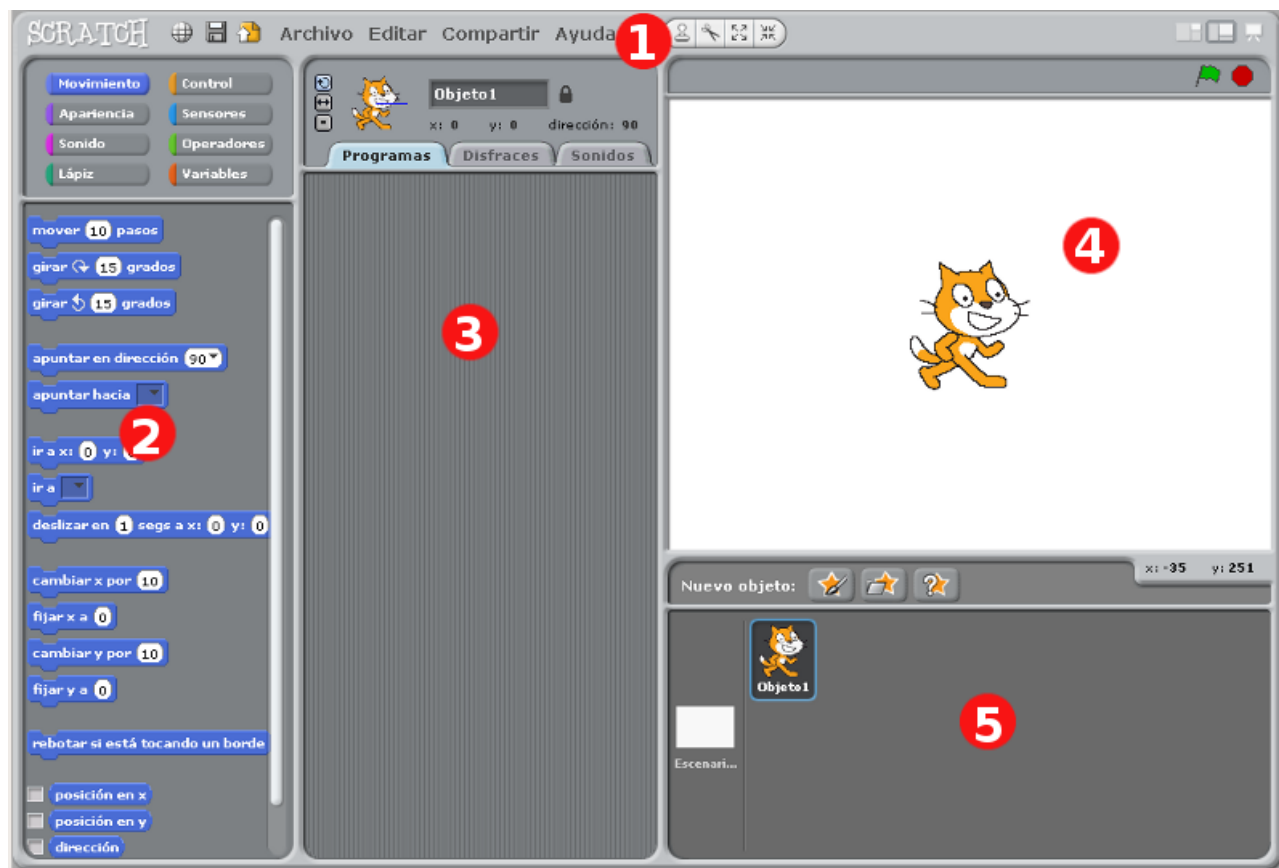 SCRATCH Archivo Editar Compartir Ayuda 1
Movimiento Control
Apariencia Sensores
Sonido Operadores
Lápiz Variables
mover 10 pasos
girar 15 grados
girar 15 grados
apuntar en dirección 90
apuntar hacia
2
ir a x: 0 y:
ir a
deslizar en 1 segs a x: 0 y: 0
cambiar x por 10
fijar x a 0
cambiar y por 10
fijar y a 0
rebotar si está tocando un borde
posición en x
posición en y
dirección
Objeto1
x: 0 y: 0 dirección: 90
Programas Disfraces Sonidos
3
4
x: -35 y: 251
Nuevo objeto:
Objeto1
5
Escenari...